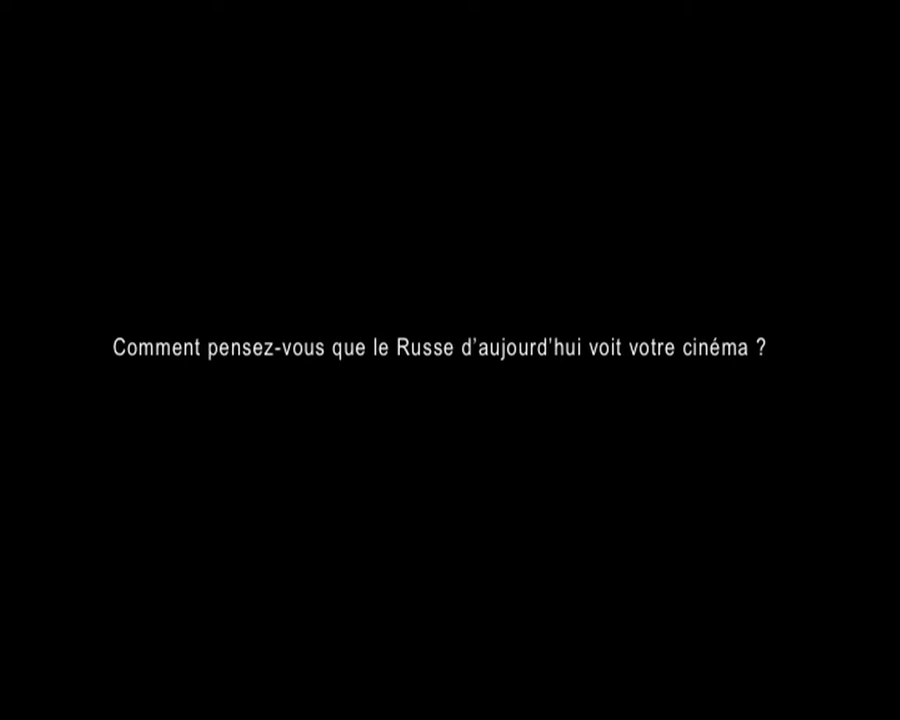 Comment pensez-vous que le Russe d’aujourd’hui voit votre cinéma ?